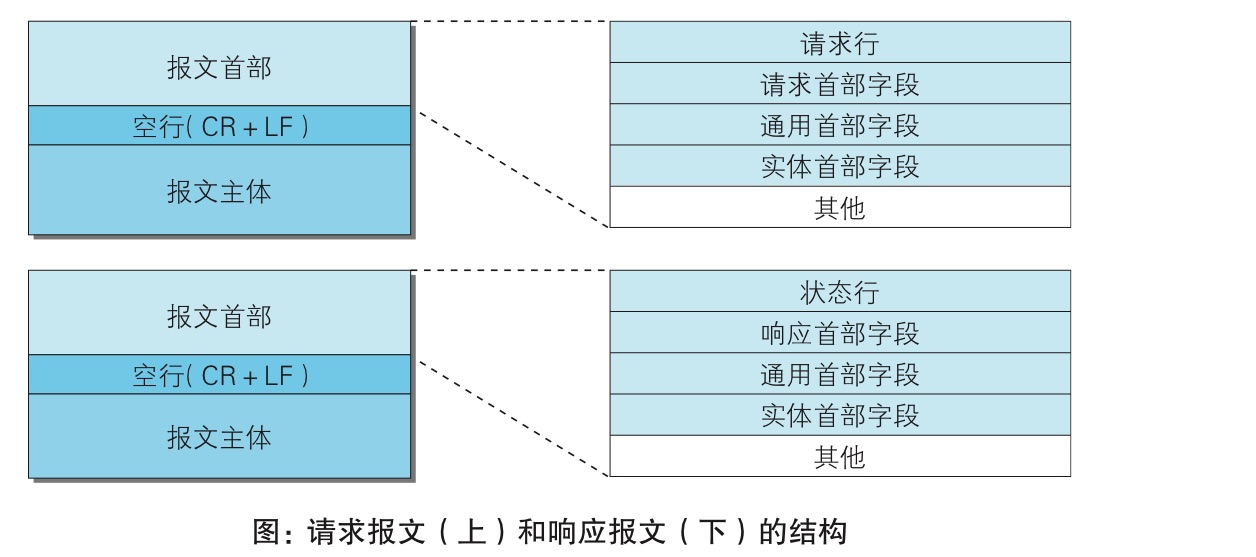 报文首部
空行( CR + LF )
报文主体
请求行
请求首部字段
通用首部字段
实体首部字段
其他
报文首部
空行( CR + LF )
报文主体
状态行
响应首部字段
通用首部字段
实体首部字段
其他
图：请求报文（上）和响应报文（下）的结构